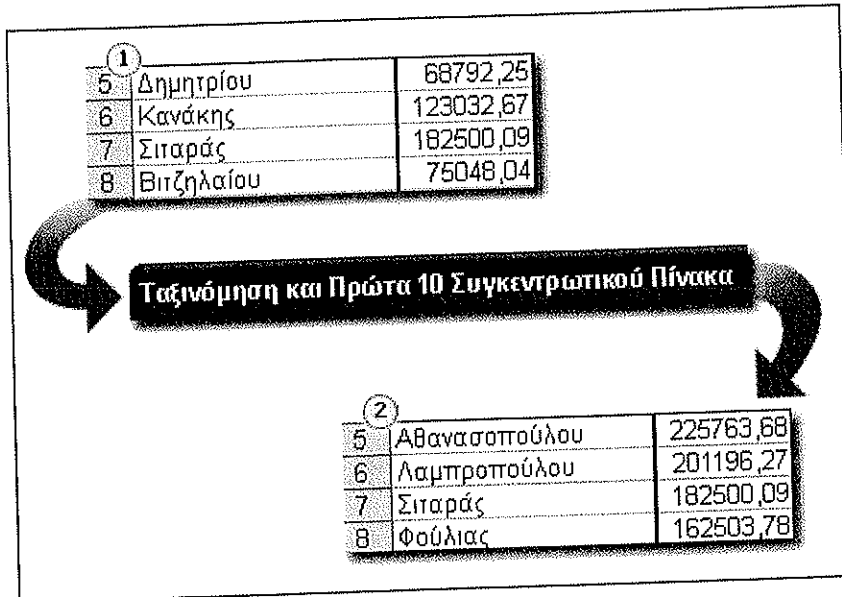 1
5 Δημητρίου 68792,25
6 Κανάκης 123032,67
7 Σιταράς 182500,09
8 Βιτζηλαίου 75048,04
Ταξινόμηση και Πρώτα 10 Συγκεντρωτικού Πίνακα
2
5 Αθανασοπούλου 225763,68
6 Λαμπροπούλου 201196,27
7 Σιταράς 182500,09
8 Φούλιας 162503,78